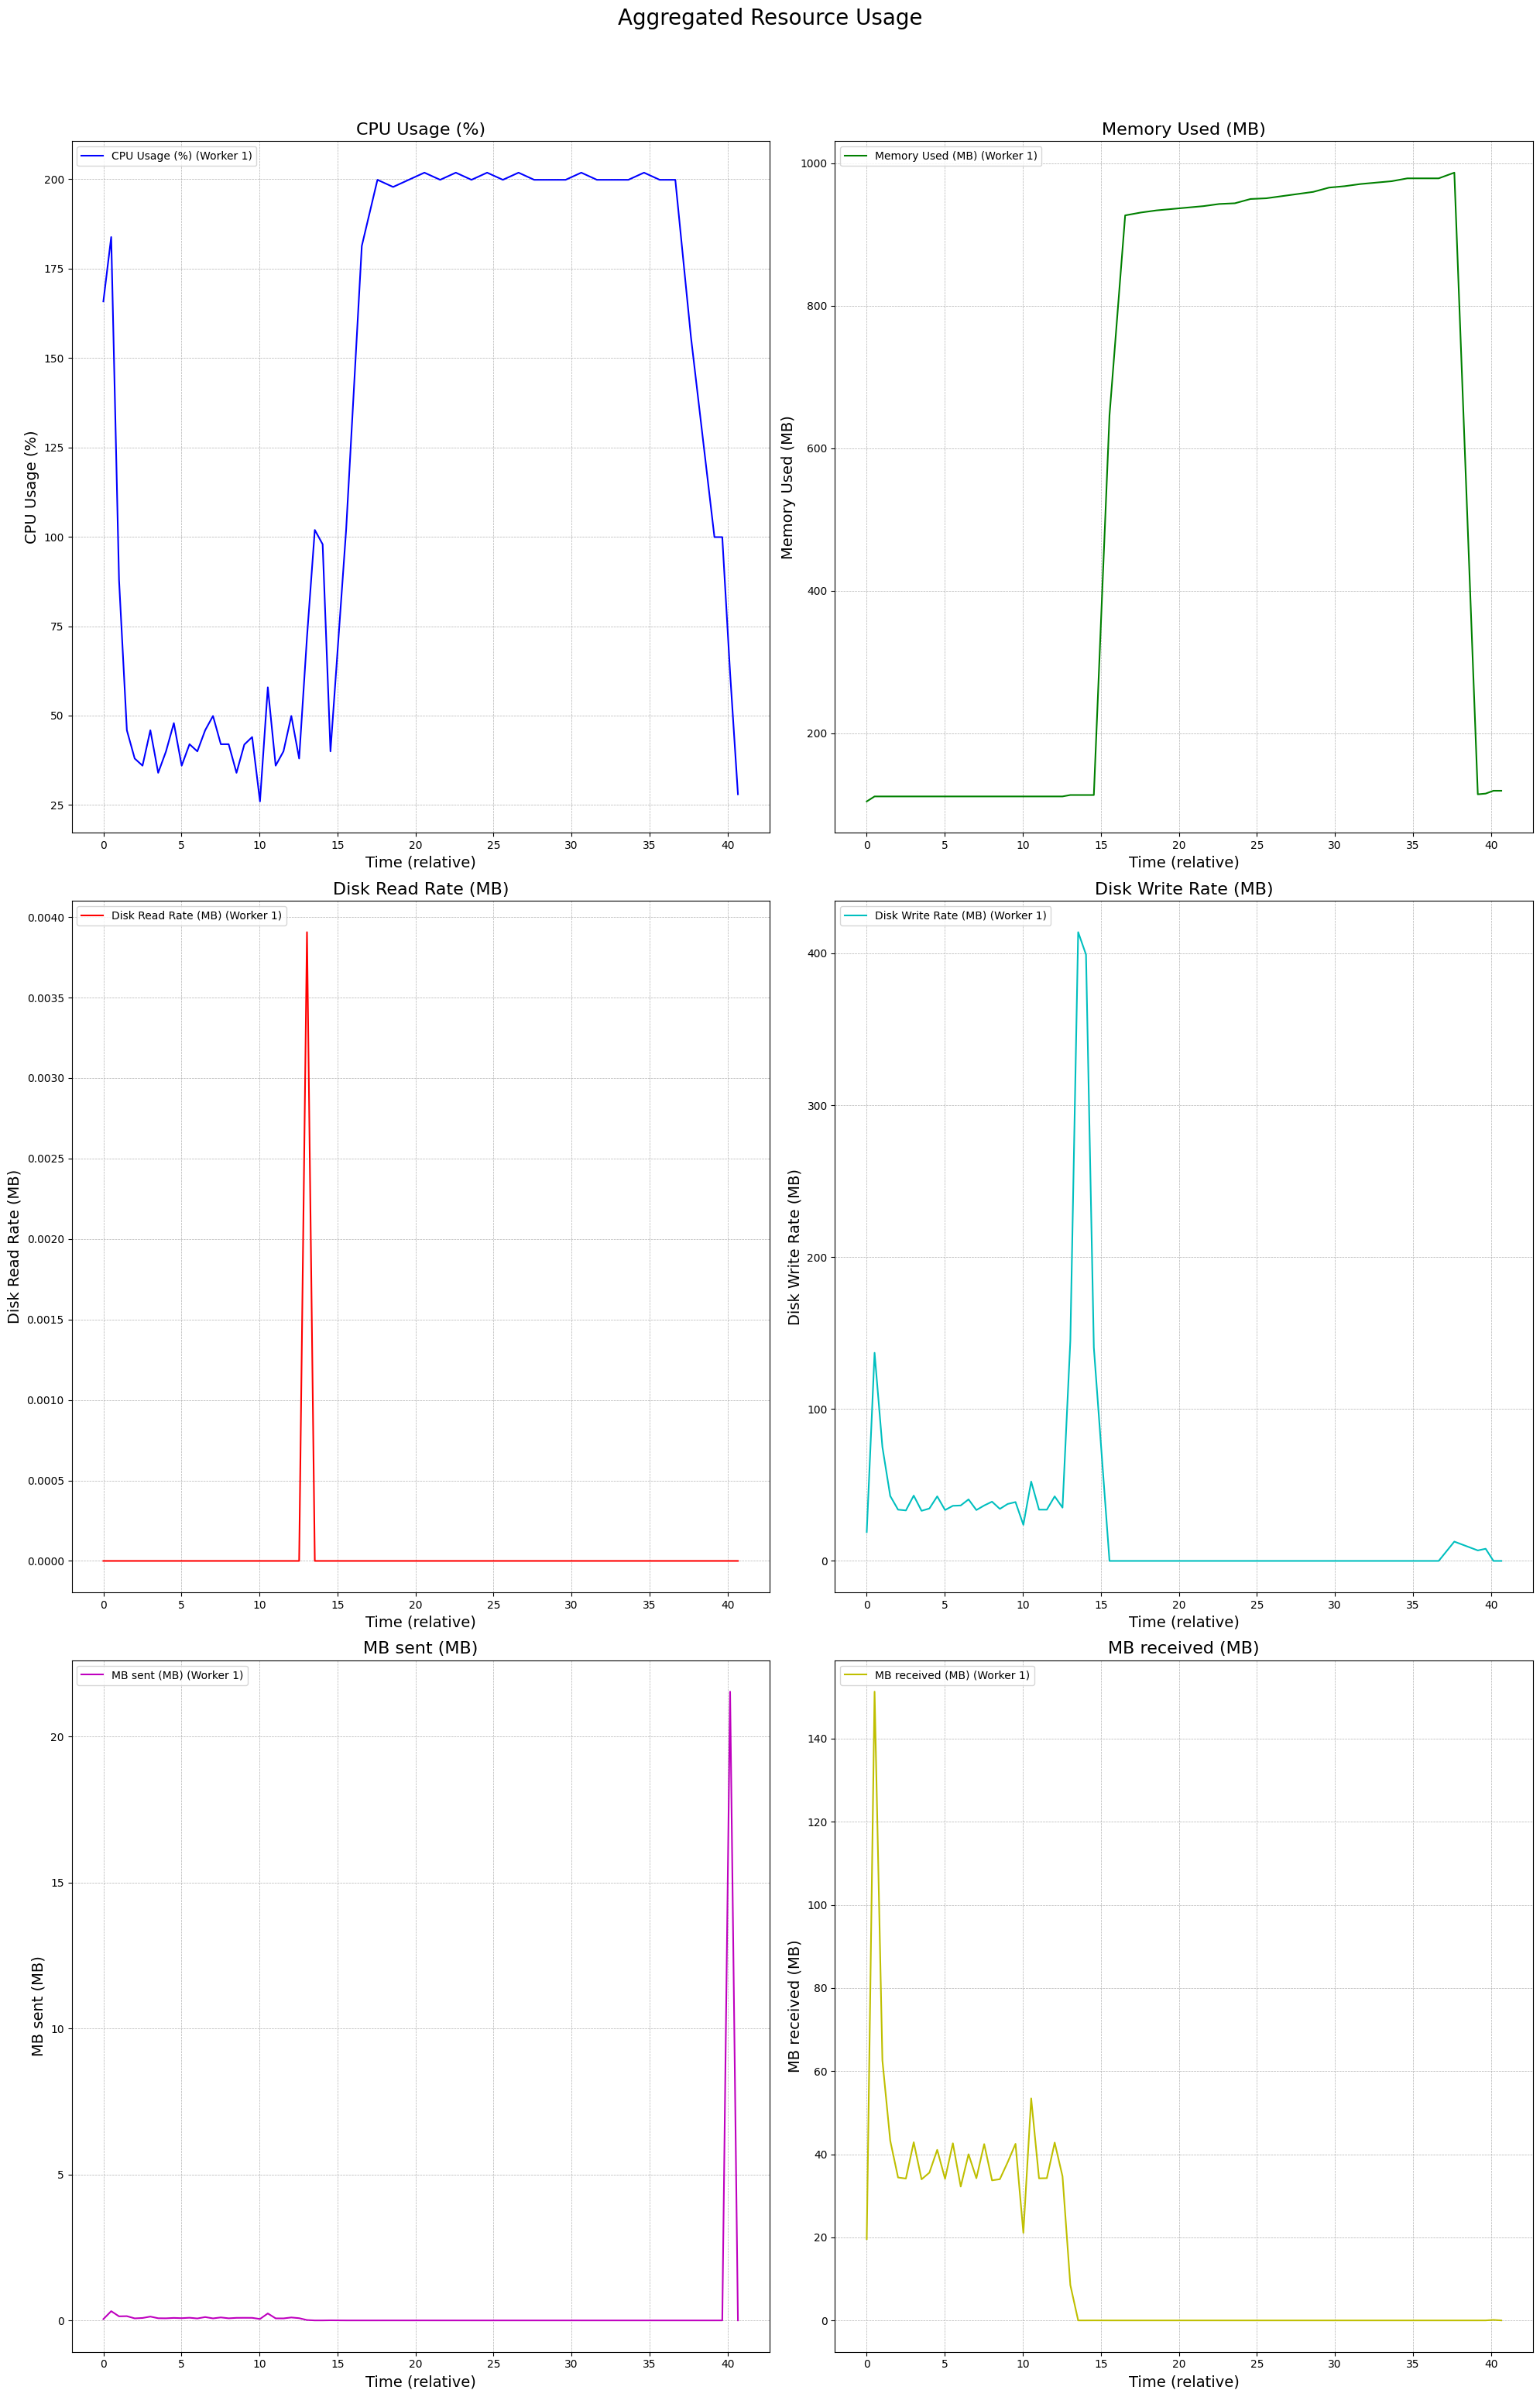 Aggregated Resource Usage
CPU Usage (%)
CPU Usage (%) (Worker 1)
CPU Usage (%)
200
175
150
125
100
75
50
25
0 5 10 15 20 25 30 35 40
Time (relative)
Memory Used (MB)
Memory Used (MB) (Worker 1)
Memory Used (MB)
1000
800
600
400
200
0 5 10 15 20 25 30 35 40
Time (relative)
Disk Read Rate (MB)
Disk Read Rate (MB) (Worker 1)
Disk Read Rate (MB)
0.0040
0.0035
0.0030
0.0025
0.0020
0.0015
0.0010
0.0005
0.0000
0 5 10 15 20 25 30 35 40
Time (relative)
Disk Write Rate (MB)
Disk Write Rate (MB) (Worker 1)
Disk Write Rate (MB)
400
300
200
100
0
0 5 10 15 20 25 30 35 40
Time (relative)
MB sent (MB)
MB sent (MB) (Worker 1)
MB sent (MB)
20
15
10
5
0
0 5 10 15 20 25 30 35 40
Time (relative)
MB received (MB)
MB received (MB) (Worker 1)
MB received (MB)
140
120
100
80
60
40
20
0
0 5 10 15 20 25 30 35 40
Time (relative)